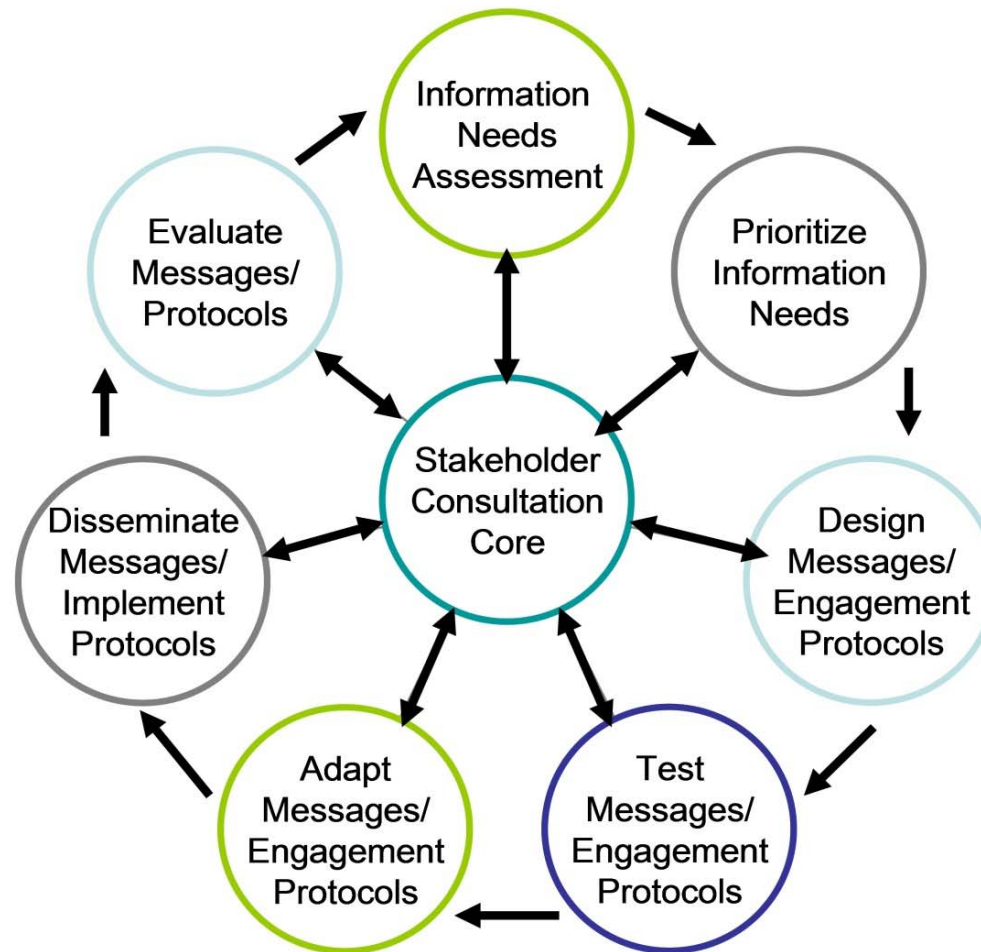 Information
Needs
Assessment
Prioritize
Information
Needs
Design
Messages/
Engagement
Protocols
Test
Messages/
Engagement
Protocols
Adapt
Messages/
Engagement
Protocols
Disseminate
Messages/
Implement
Protocols
Evaluate
Messages/
Protocols
Stakeholder
Consultation
Core